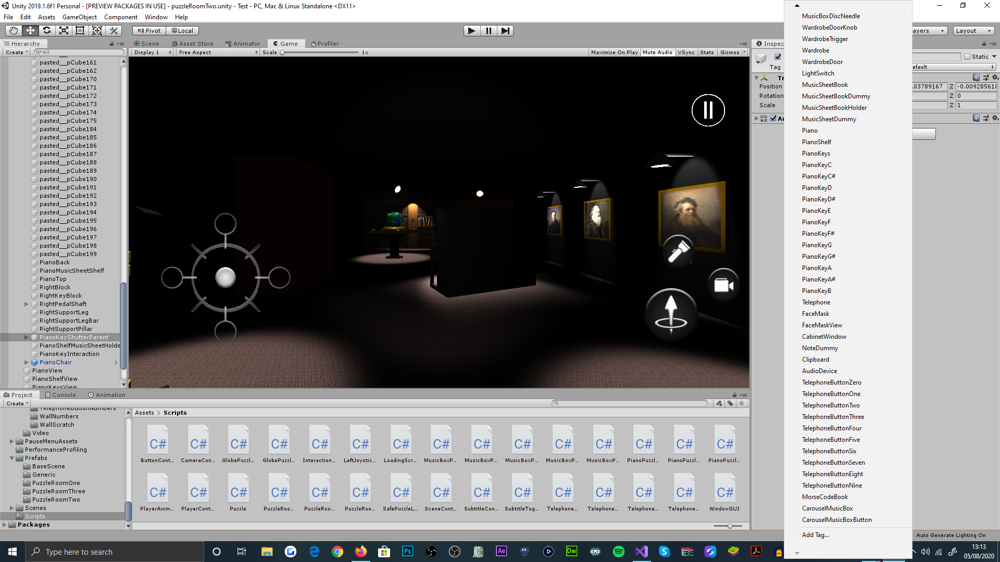 Unity 2019.1.6f1 Personal - [PREVIEW PACKAGES IN USE] - puzzleRoomTwo.unity - Test - PC, Mac & Linux Standalone <DX11>
File Edit Assets GameObject Component Window Help
Pivot Local
Layers Layout
Hierarchy
Scene Asset Store Animator Game Profiler
Inspec
Create All
Display 1 Free Aspect Scale 1x
Maximize On Play Mute Audio VSync Stats Gizmos
Static
Tag
efault
Position
03789167 Z -0.00928561
Rotation
Z 0
Scale
Z 1
pasted__pCube161
pasted__pCube162
pasted__pCube170
pasted__pCube171
pasted__pCube172
pasted__pCube173
pasted__pCube174
pasted__pCube175
pasted__pCube184
pasted__pCube185
pasted__pCube186
pasted__pCube187
pasted__pCube188
pasted__pCube189
pasted__pCube190
pasted__pCube191
pasted__pCube192
pasted__pCube193
pasted__pCube194
pasted__pCube195
pasted__pCube196
pasted__pCube197
pasted__pCube198
pasted__pCube199
PianoBack
PianoMusicSheetShelf
PianoTop
RightBlock
RightKeyBlock
RightPedalShaft
RightSupportLeg
RightSupportLegBar
RightSupportPillar
PianoKeyShutterParent
PianoShelfMusicSheetHolde
PianoKeyInteraction
PianoChair
PianoView
PianoShelfView
PianoKeysView
MusicBoxDiscNeedle
WardrobeDoorKnob
WardrobeTrigger
Wardrobe
WardrobeDoor
LightSwitch
MusicSheetBook
MusicSheetBookDummy
MusicSheetBookHolder
MusicSheetDummy
Piano
PianoShelf
PianoKeys
PianoKeyC
PianoKeyC#
PianoKeyD
PianoKeyD#
PianoKeyE
PianoKeyF
PianoKeyF#
PianoKeyG
PianoKeyG#
PianoKeyA
PianoKeyA#
PianoKeyB
Telephone
FaceMask
FaceMaskView
CabinetWindow
NoteDummy
Clipboard
AudioDevice
TelephoneButtonZero
TelephoneButtonOne
TelephoneButtonTwo
TelephoneButtonThree
TelephoneButtonFour
TelephoneButtonFive
TelephoneButtonSix
TelephoneButtonSeven
TelephoneButtonEight
TelephoneButtonNine
MorseCodeBook
CarouselMusicBox
CarouselMusicBoxButton
Add Tag...
Project Console Animation
Create
TelephoneButtonNumbers
WallNumbers
WallScratch
Video
PauseMenuAssets
PerformanceProfiling
Prefabs
BaseScene
Generic
PuzzleRoomOne
PuzzleRoomThree
PuzzleRoomTwo
Scenes
Scripts
Packages
Assets > Scripts
C# C# C# C# C# C# C# C# C# C# C# C# C# C# C#
ButtonCont... CameraCon... GlobePuzzl... GlobePuzzl... Interaction... LeftJoystic... LoadingScr... MusicBoxP... MusicBoxP... MusicBoxP... MusicBoxP... MusicBoxP... PianoPuzzl... PianoPuzzl... PianoPuzzl...
C# C# C# C# C# C# C# C# C# C# C# C# C# C# C#
PlayerAnim... PlayerCont... Puzzle PuzzleRoo... PuzzleRoo... PuzzleRoo... SafePuzzleL... SceneCont... SubtitleCon... SubtitleTog... Telephone... Telephone... Telephone... Telephone... WindowGUI
Auto Generate Lighting On
Type here to search
Ps Ae Dw
13:13
05/08/2020